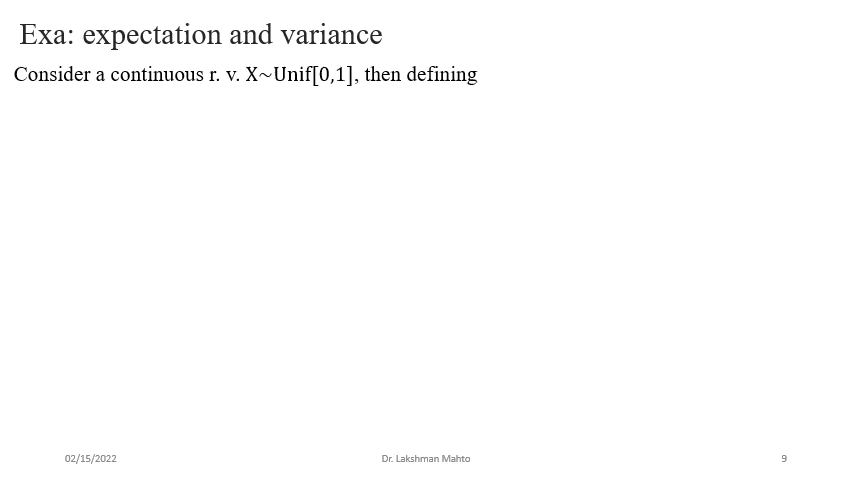 Exa: expectation and variance
Consider a continuous r. v. X~Unif[0,1], then defining
02/15/2022
Dr. Lakshman Mahto
9